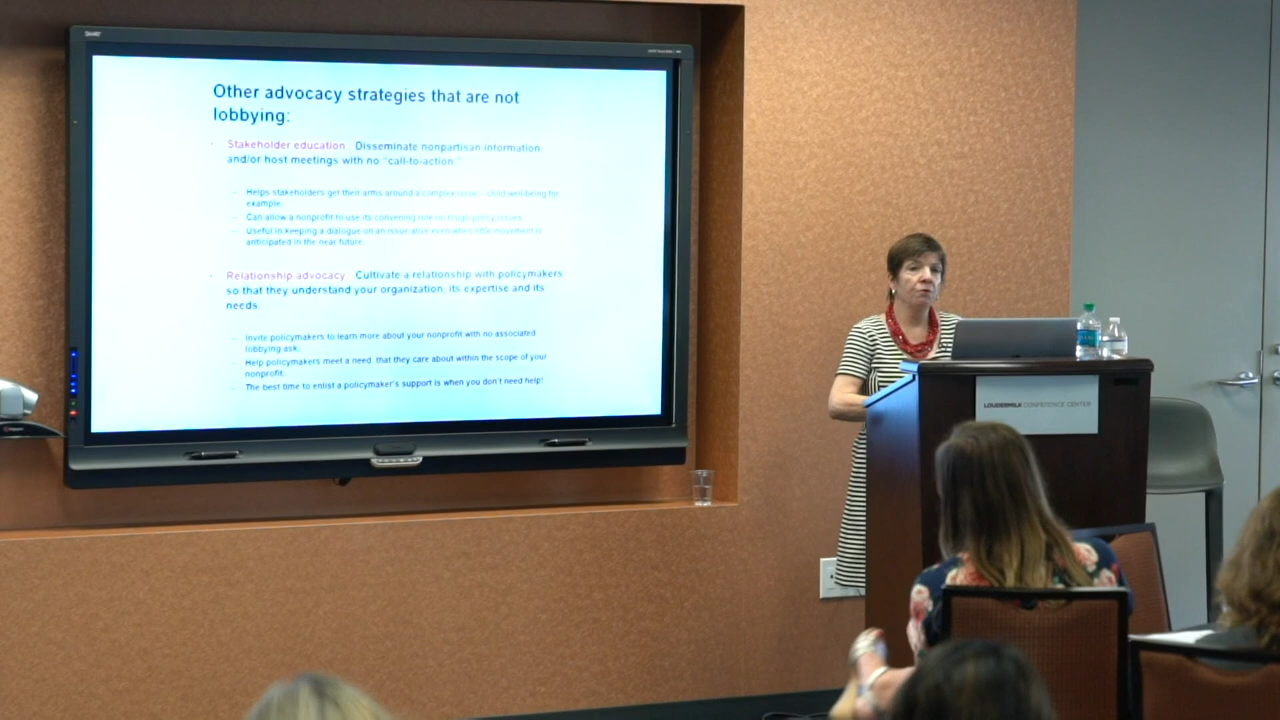 SMART
Other advocacy strategies that are not
lobbying:
Stakeholder education Disseminate nonpartisan information
and/or host meetings with no "call-to-action."
Helps stakeholders get their arms around a complex issue - child well-being for
example.
Can allow a nonprofit to use its convening role on tough policy issues.
Useful in keeping a dialogue on an issue alive even when little movement is
anticipated in the near future.
Relationship advocacy Cultivate a relationship with policymakers
so that they understand your organization, its expertise and its
needs.
Invite policymakers to learn more about your nonprofit with no associated
lobbying ask.
Help policymakers meet a need, that they care about within the scope of your
nonprofit.
The best time to enlist a policymaker's support is when you don't need help!
LOUDERMILK CONFERENCE CENTER